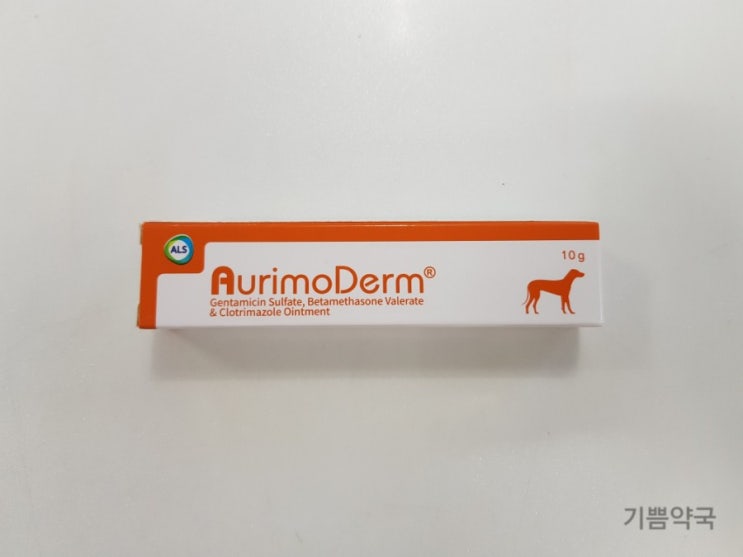 ALS
AurimoDerm®
10g
Gentamicin Sulfate, Betamethasone Valerate
& Clotrimazole Ointment
기쁨약국